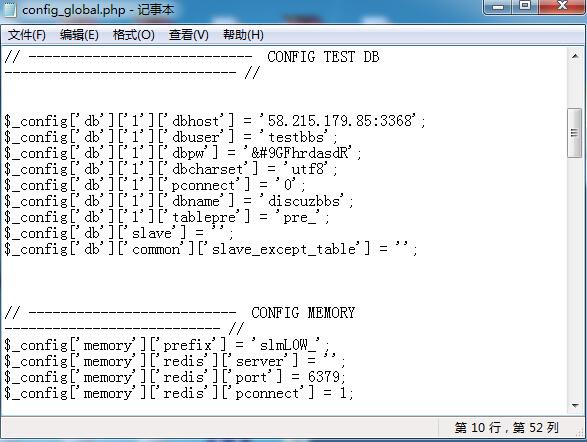 config_global.php - 记事本
文件(F) 编辑(E) 格式(O) 查看(V) 帮助(H)
// ---------------------------- CONFIG TEST DB
----------------------------- //
$_config['db']['1']['dbhost'] = '58.215.179.85:3368';
$_config['db']['1']['dbuser'] = 'testbbs';
$_config['db']['1']['dbpw'] = '&#9GFhrdasdR';
$_config['db']['1']['dbcharset'] = 'utf8';
$_config['db']['1']['pconnect'] = '0';
$_config['db']['1']['dbname'] = 'discuzbbs';
$_config['db']['1']['tablepre'] = 'pre_';
$_config['db']['slave'] = '';
$_config['db']['common']['slave_except_table'] = '';
// -------------------------- CONFIG MEMORY
--------------------------- //
$_config['memory']['prefix'] = 'slmLOW_';
$_config['memory']['redis']['server'] = '';
$_config['memory']['redis']['port'] = 6379;
$_config['memory']['redis']['pconnect'] = 1;
第 10 行，第 52 列